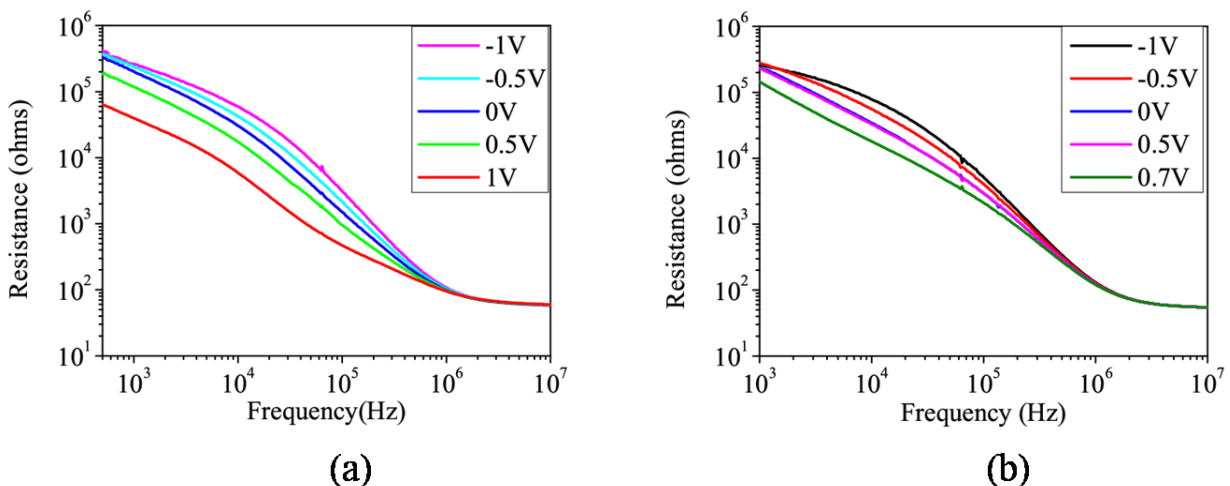 10^6
10^5
10^4
10^3
10^2
10^1
Resistance (ohms)
-1V
-0.5V
0V
0.5V
1V
10^3 10^4 10^5 10^6 10^7
Frequency(Hz)
(a)
10^6
10^5
10^4
10^3
10^2
10^1
Resistance (ohms)
-1V
-0.5V
0V
0.5V
0.7V
10^3 10^4 10^5 10^6 10^7
Frequency (Hz)
(b)